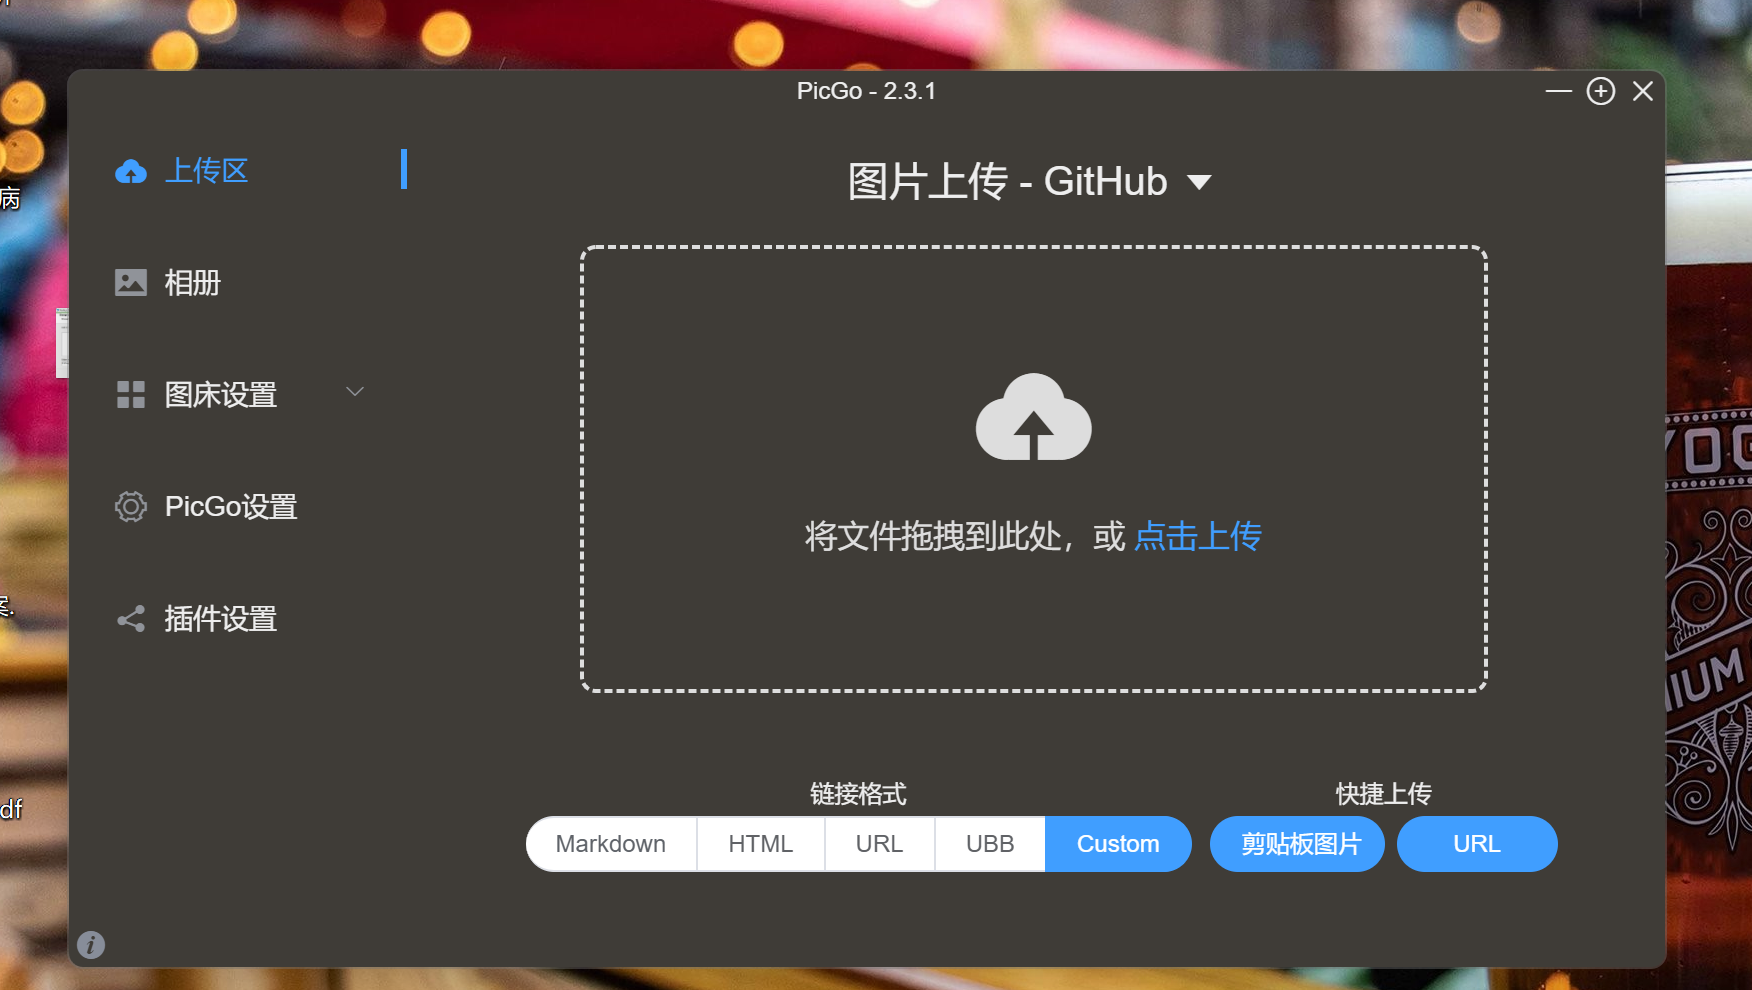 PicGo - 2.3.1
上传区
图片上传 - GitHub
相册
图床设置
PicGo设置
插件设置
将文件拖拽到此处，或 点击上传
链接格式
快捷上传
Markdown HTML URL UBB Custom 剪贴板图片 URL
病
df